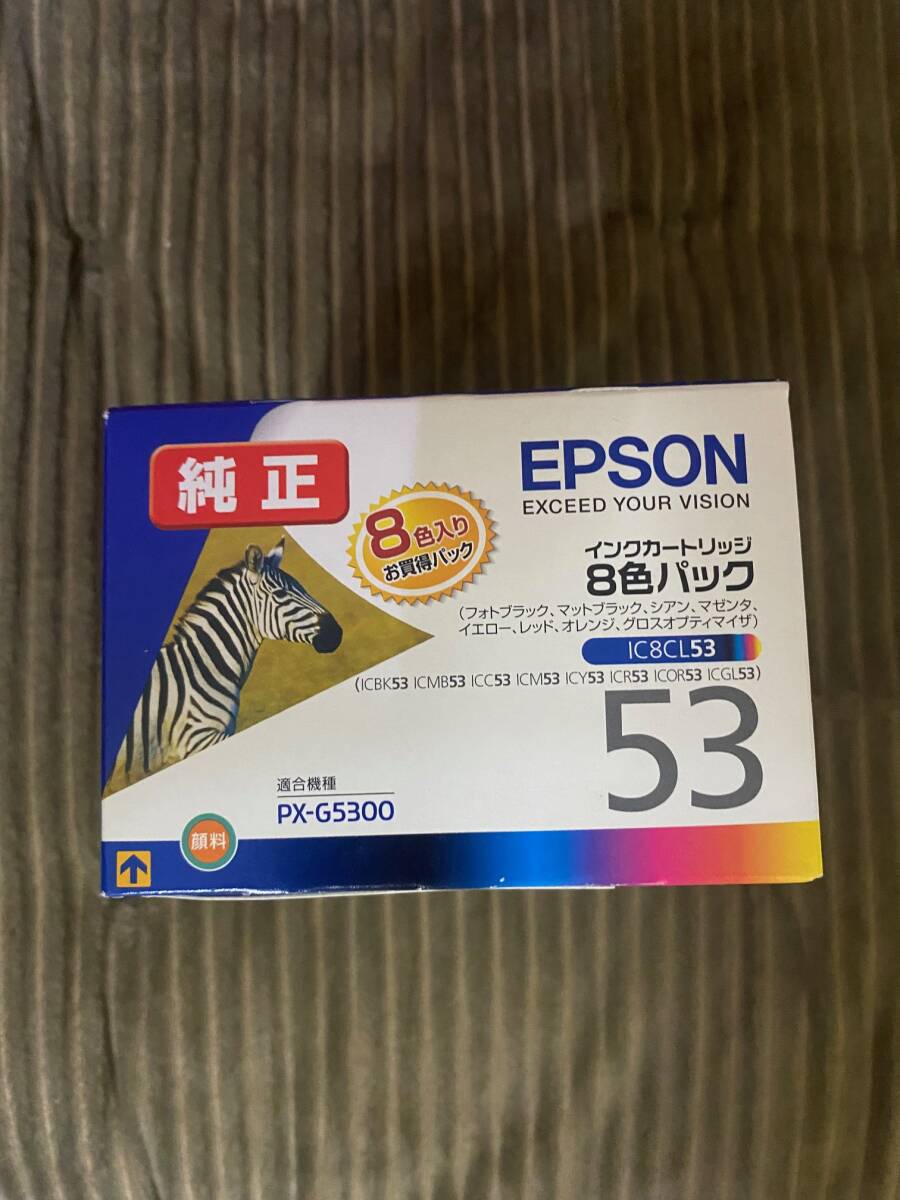 純正
8色入り
お買得パック
EPSON
EXCEED YOUR VISION
インクカートリッジ
8色パック
(フォトブラック、マットブラック、シアン、マゼンタ、
イエロー、レッド、オレンジ、グロスオプティマイザ)
IC8CL53
(ICBK53 ICMB53 ICC53 ICM53 ICY53 ICR53 ICOR53 ICGL53)
53
適合機種
PX-G5300
顔料